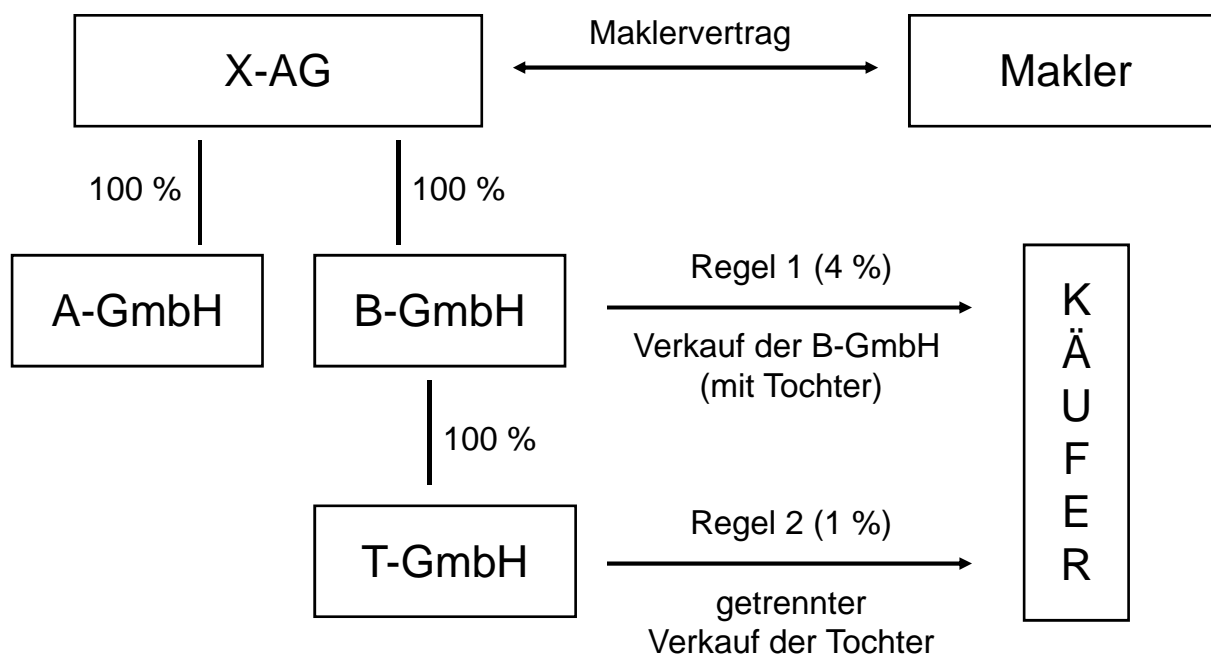 Maklervertrag
X-AG
Makler
100 %
100 %
A-GmbH
B-GmbH
Regel 1 (4 %)
Verkauf der B-GmbH
(mit Tochter)
K
Ä
U
F
E
R
100 %
T-GmbH
Regel 2 (1 %)
getrennter
Verkauf der Tochter